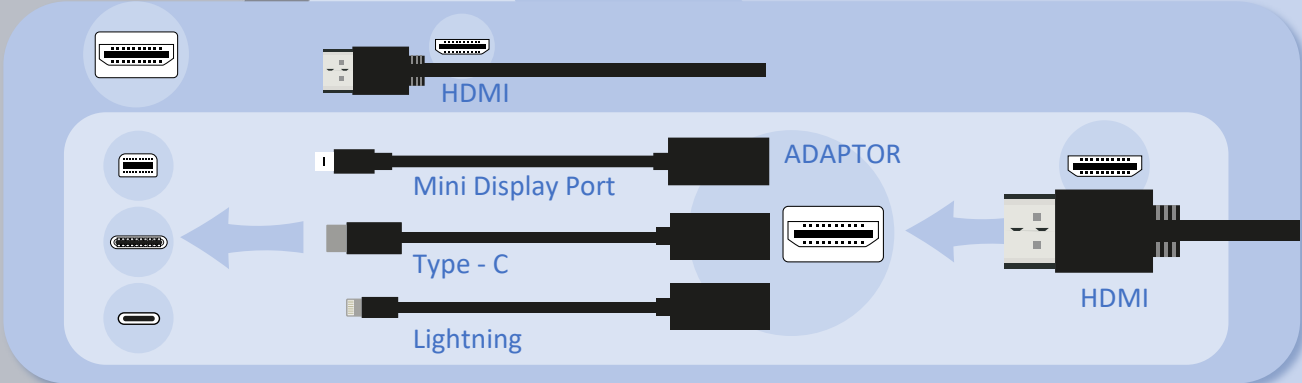 HDMI
ADAPTOR
Mini Display Port
Type - C
HDMI
Lightning